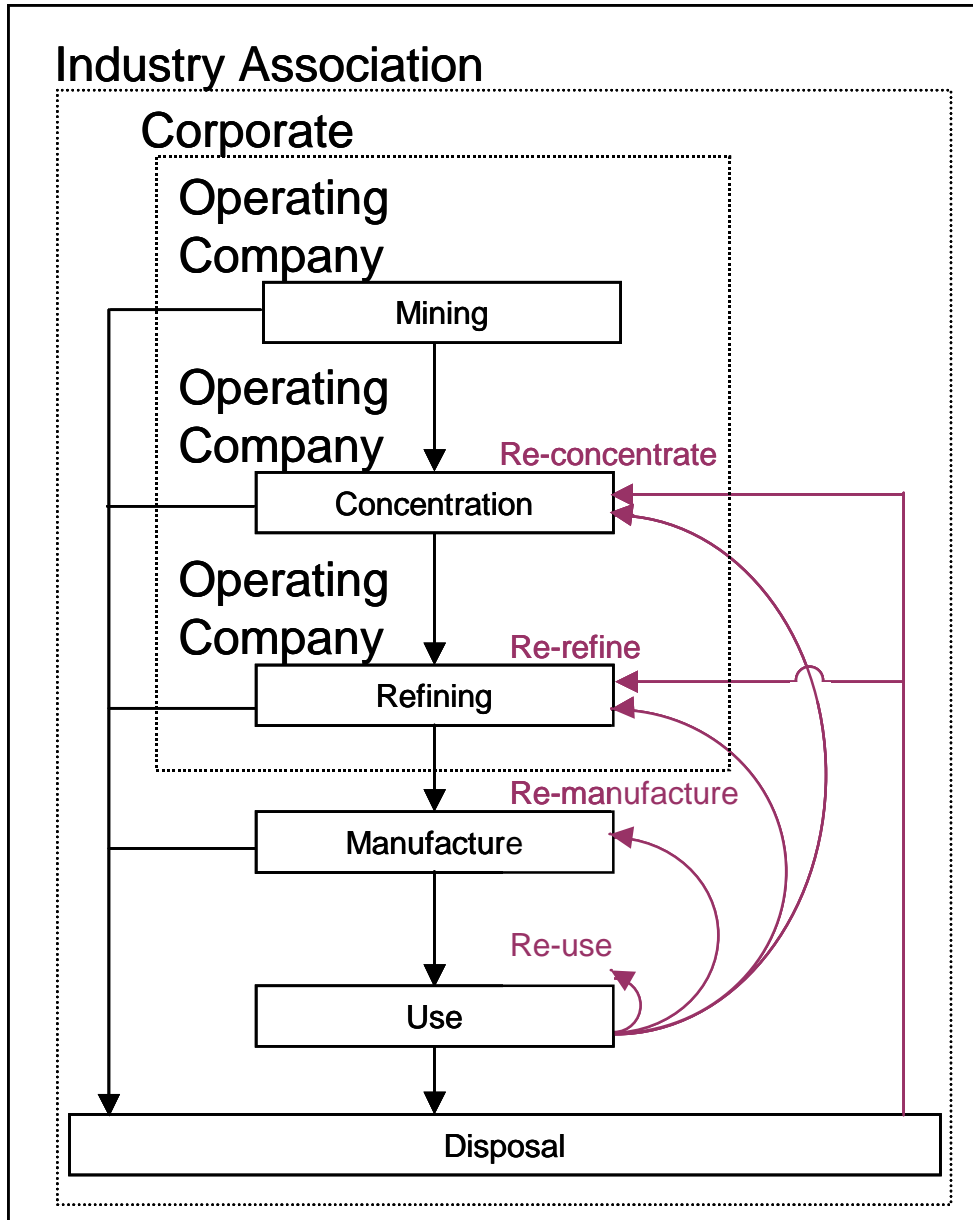 Industry Association
Corporate
Operating
Company
Mining
Operating
Company
Re-concentrate
Concentration
Operating
Company
Re-refine
Refining
Re-manufacture
Manufacture
Re-use
Use
Disposal